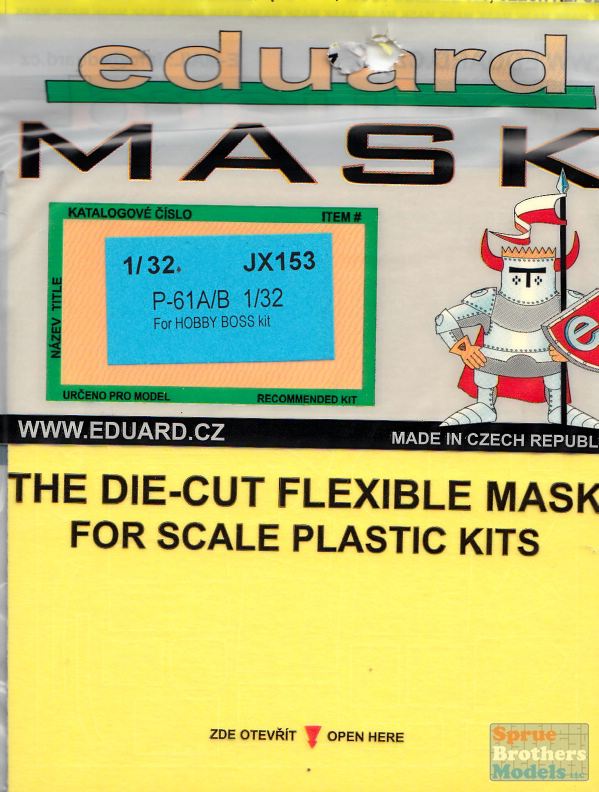 eduard
MASK
KATALOGOVÉ ČÍSLO ITEM #
1/32. JX153
P-61A/B 1/32
For HOBBY BOSS kit
NÁZEV TITLE
URČENO PRO MODEL RECOMMENDED KIT
e
WWW.EDUARD.CZ
MADE IN CZECH REPUBL
THE DIE-CUT FLEXIBLE MASK
FOR SCALE PLASTIC KITS
ZDE OTEVŘÍT OPEN HERE
Sprue
Brothers
Models LLC